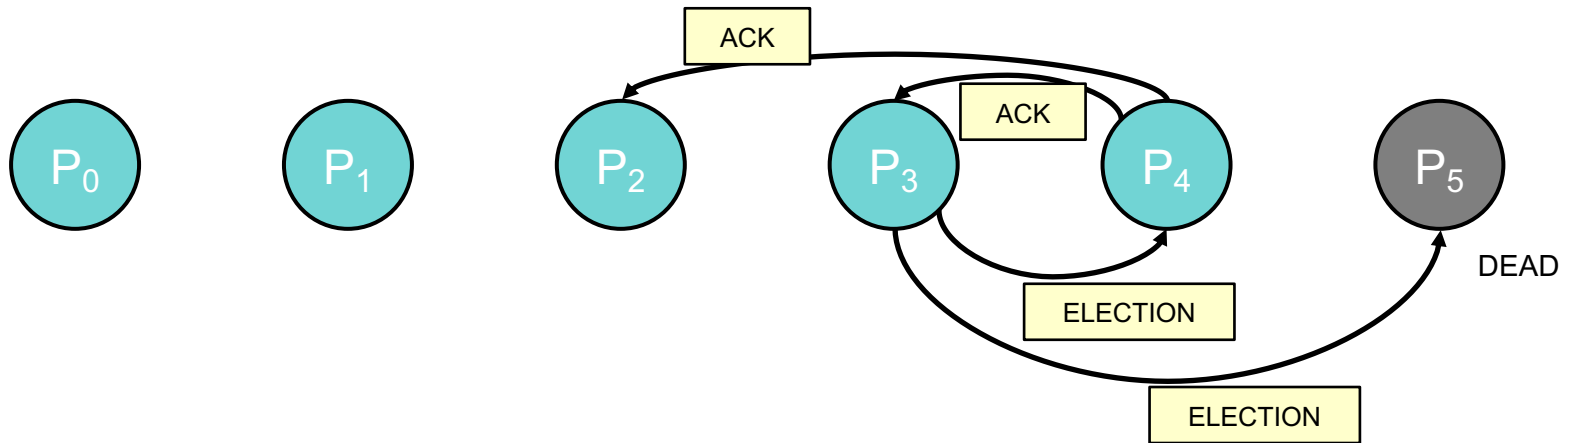 ACK
ACK
P₀ P₁ P₂ P₃ P₄ P₅
DEAD
ELECTION
ELECTION